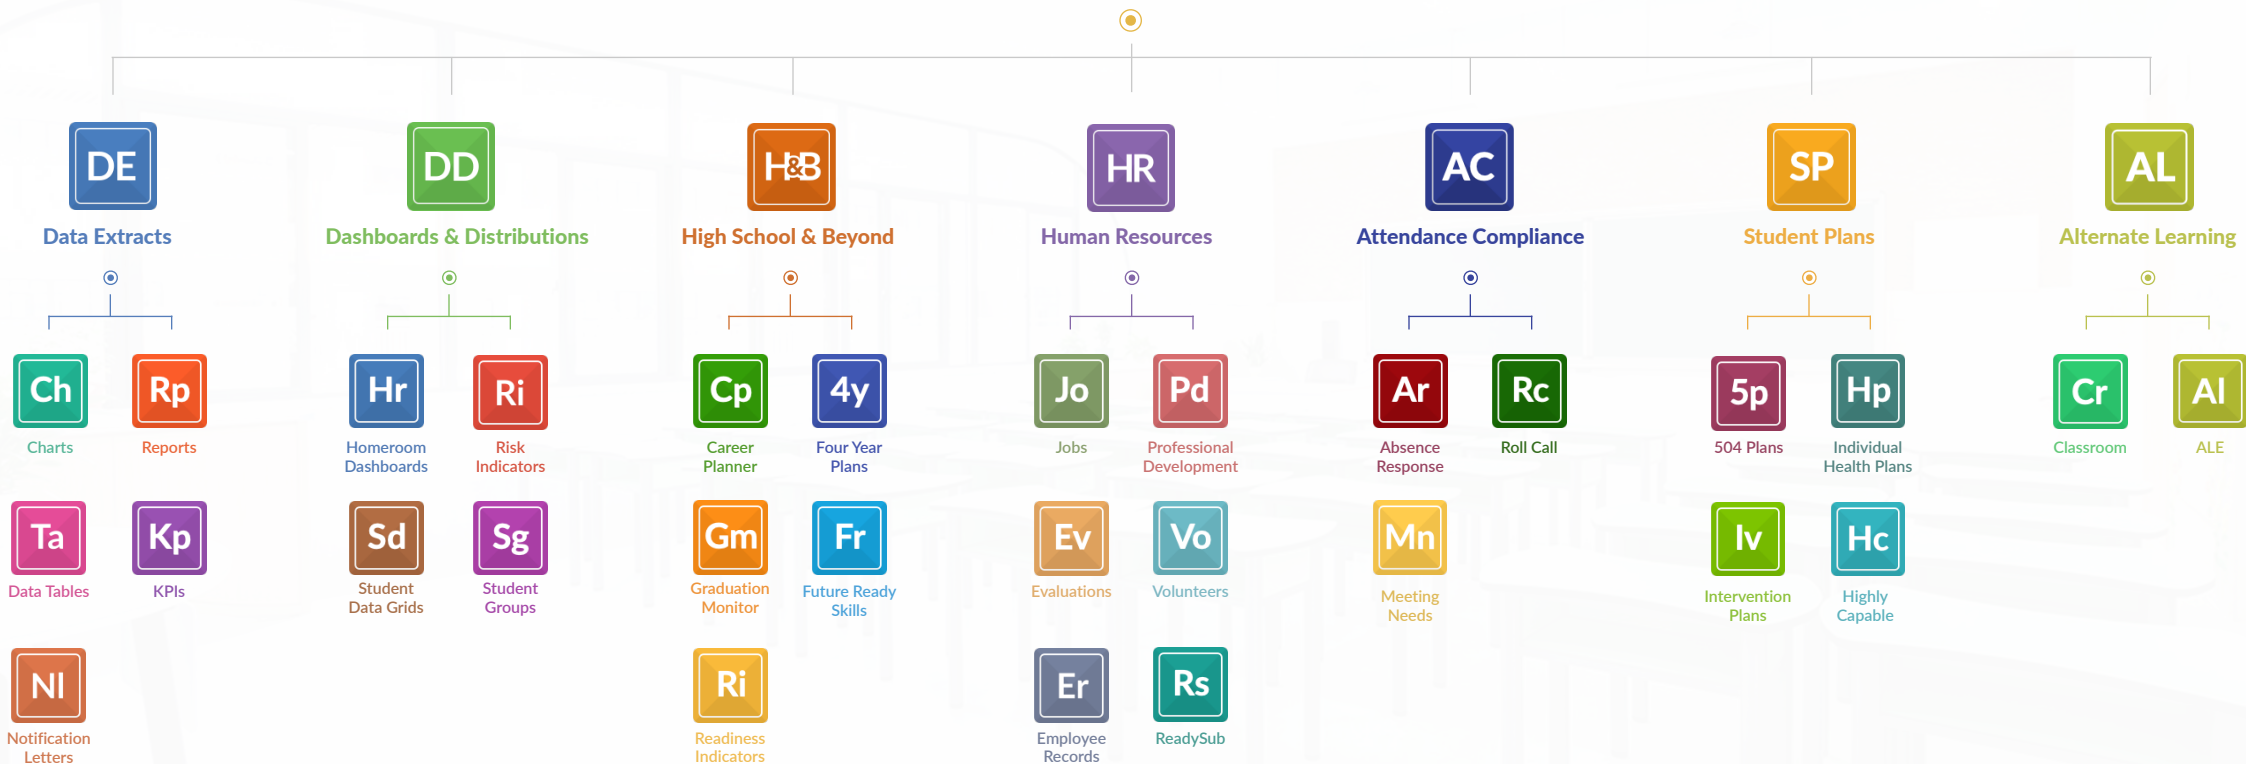 DE
DD
H&B
HR
AC
SP
AL
Data Extracts
Dashboards & Distributions
High School & Beyond
Human Resources
Attendance Compliance
Student Plans
Alternate Learning
Ch
Rp
Charts
Reports
Ta
Kp
Data Tables
KPIs
Nl
Notification
Letters
Hr
Ri
Homeroom
Dashboards
Risk
Indicators
Sd
Sg
Student
Data Grids
Student
Groups
Cp
4y
Career
Planner
Four Year
Plans
Gm
Fr
Graduation
Monitor
Future Ready
Skills
Ri
Readiness
Indicators
Jo
Pd
Jobs
Professional
Development
Ev
Vo
Evaluations
Volunteers
Er
Rs
Employee
Records
ReadySub
Ar
Rc
Absence
Response
Roll Call
Mn
Meeting
Needs
5p
Hp
504 Plans
Individual
Health Plans
Iv
Hc
Intervention
Plans
Highly
Capable
Cr
Al
Classroom
ALE